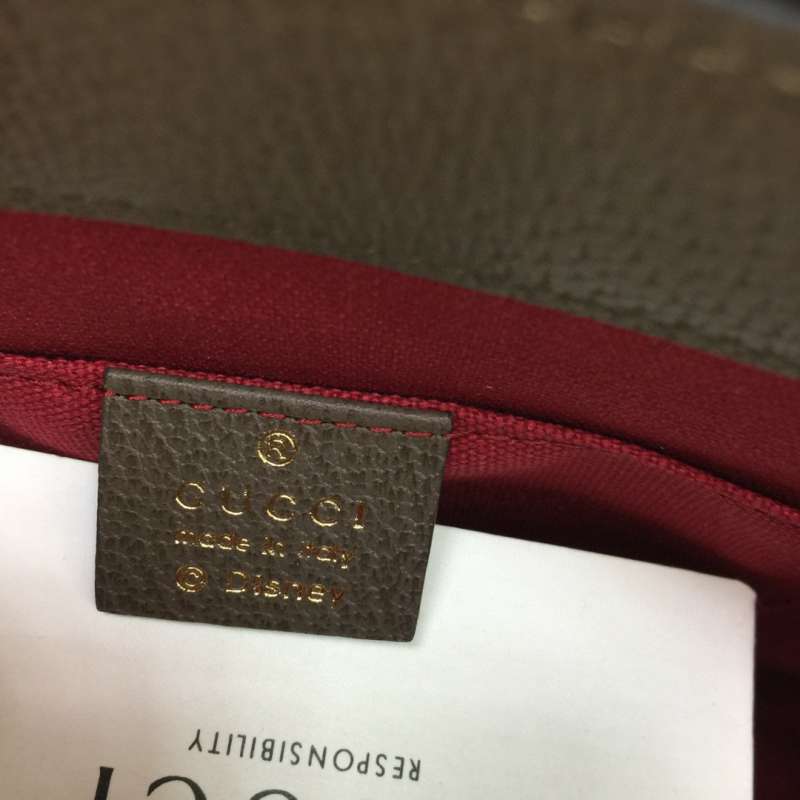 ®
GUCCI
made in italy
© Disney
RESPONSIBILITY